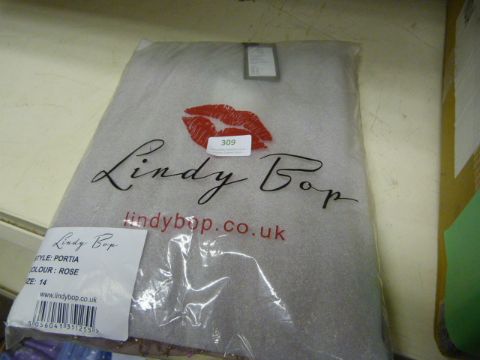 309
Lindy Bop
lindybop.co.uk
Lindy Bop
STYLE: PORTIA
COLOUR : ROSE
SIZE: 14
www.lindybop.co.uk